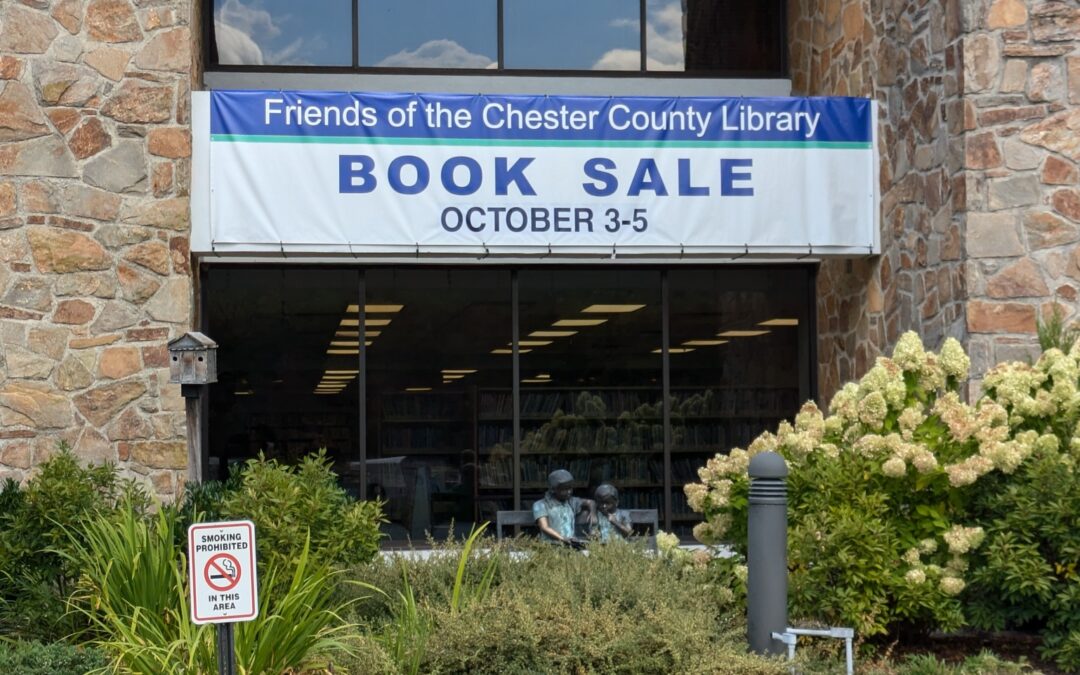 Friends of the Chester County Library
BOOK SALE
OCTOBER 3-5
SMOKING
PROHIBITED
IN THIS
AREA